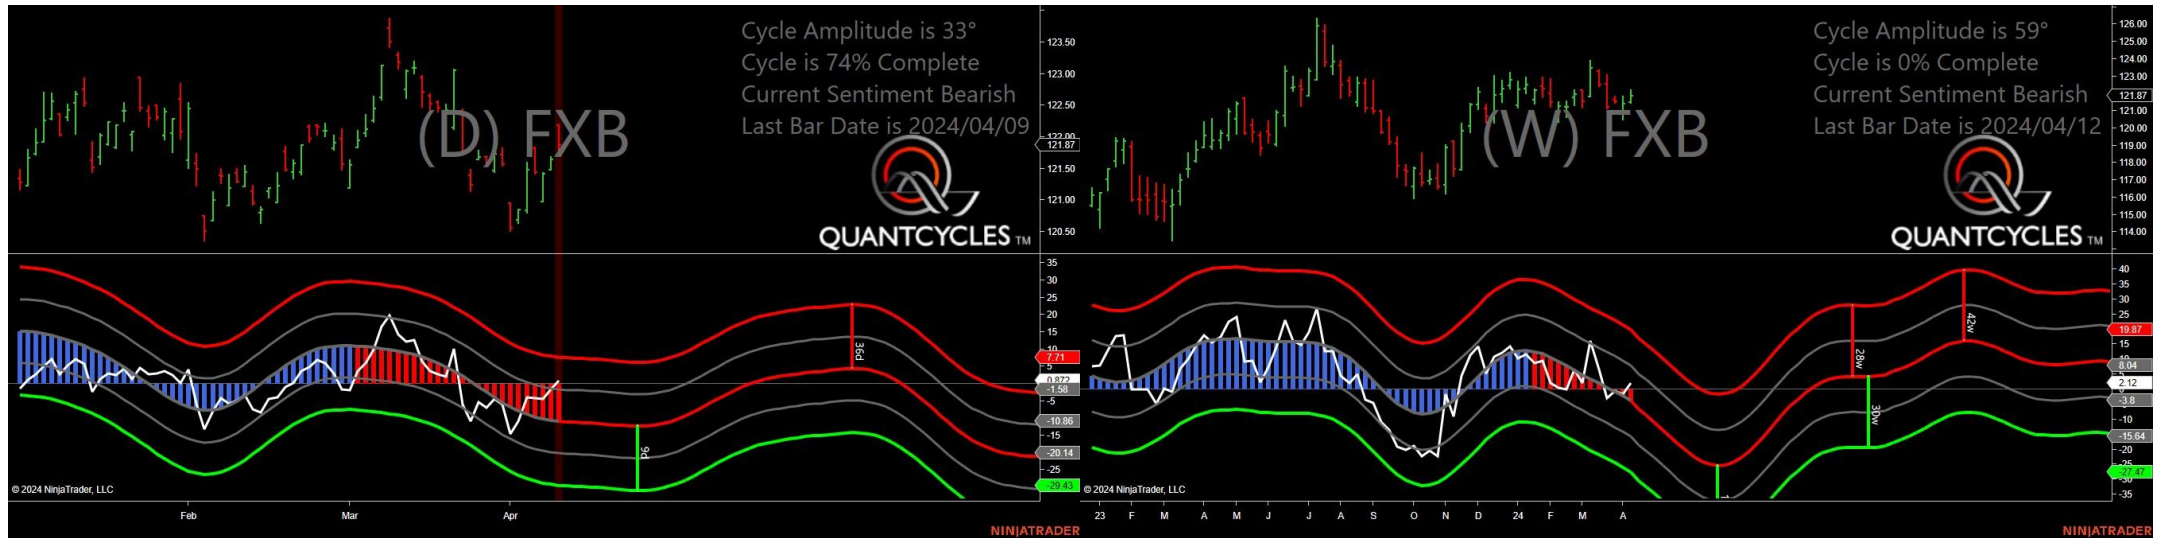 Cycle Amplitude is 33°
Cycle is 74% Complete
Current Sentiment Bearish
Last Bar Date is 2024/04/09
(D) FXB
QUANTCYCLES TM
123.50
123.00
122.50
122.00
121.87
121.50
121.00
120.50
35
30
25
20
15
10
7.71
5
0.872
-1.58
-5
-10.86
-15
-20.14
-25
-29.43
36d
9d
© 2024 NinjaTrader, LLC
Feb Mar Apr
NINJATRADER
Cycle Amplitude is 59°
Cycle is 0% Complete
Current Sentiment Bearish
Last Bar Date is 2024/04/12
(W) FXB
QUANTCYCLES TM
126.00
125.00
124.00
123.00
121.87
121.00
120.00
119.00
118.00
117.00
116.00
115.00
114.00
40
35
30
25
19.87
15
8.04
2.12
-3.8
-10
-15.64
-20
-27.47
-30
-35
28w
42w
30w
© 2024 NinjaTrader, LLC
23 F M A M J J A S O N D 24 F M A
NINJATRADER